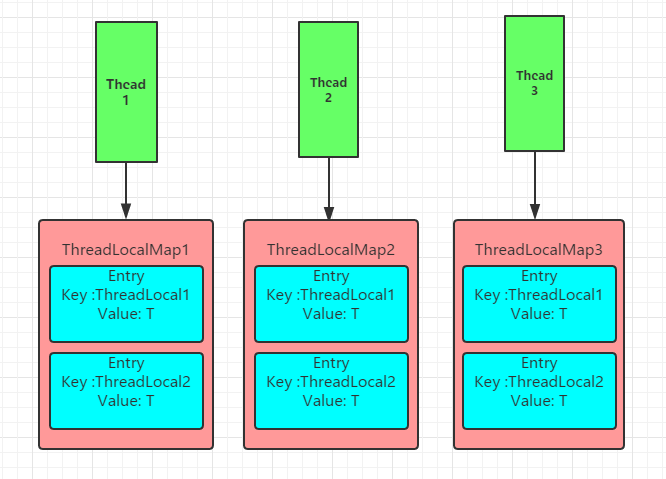 Thead
1
Thead
2
Thead
3
ThreadLocalMap1
Entry
Key :ThreadLocal1
Value: T
Entry
Key :ThreadLocal2
Value: T
ThreadLocalMap2
Entry
Key :ThreadLocal1
Value: T
Entry
Key :ThreadLocal2
Value: T
ThreadLocalMap3
Entry
Key :ThreadLocal1
Value: T
Entry
Key :ThreadLocal2
Value: T